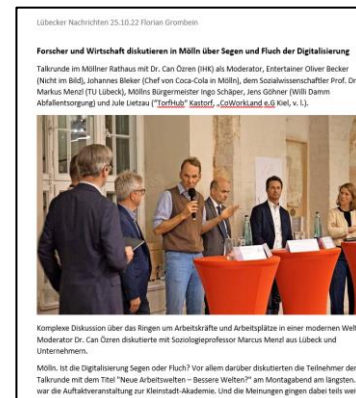 Lübecker Nachrichten 25.10.22 Florian Grombein
Forscher und Wirtschaft diskutieren in Mölln über Segen und Fluch der Digitalisierung
Talkrunde im Möllner Rathaus mit Dr. Can Özren (IHK) als Moderator, Entertainer Oliver Becker
(Nicht im Bild), Johannes Bleker (Chef von Coca-Cola in Mölln), dem Sozialwissenschaftler Prof. Dr.
Markus Menzl (TU Lübeck), Möllns Bürgermeister Ingo Schäper, Jens Göhner (Willi Damm
Abfallentsorgung) und Jule Lietzau ("TorfHub" Kastorf, „CoWorkLand e.G Kiel, v. l.).
Komplexe Diskussion über das Ringen um Arbeitskräfte und Arbeitsplätze in einer modernen Welt
Moderator Dr. Can Özren diskutierte mit Soziologieprofessor Marcus Menzl aus Lübeck und
Unternehmern.
Mölln. Ist die Digitalisierung Segen oder Fluch? Vor allem darüber diskutierten die Teilnehmer der
Talkrunde mit dem Titel "Neue Arbeitswelten – Bessere Welten?" am Montagabend am längsten.
war die Auftaktveranstaltung zur Kleinstadt-Akademie. Und die Meinungen gingen dabei teils wei